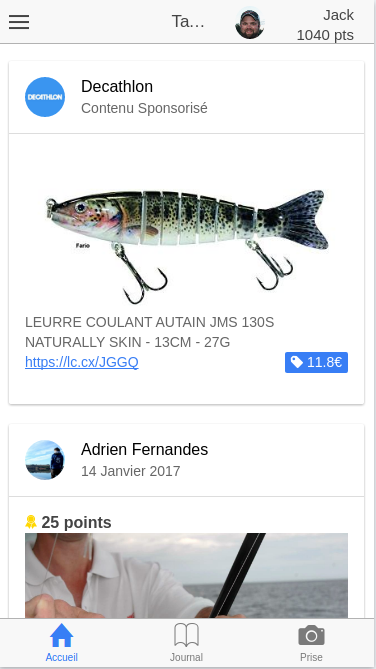 Ta…
Jack
1040 pts
DECATHLON
Decathlon
Contenu Sponsorisé
Fario
LEURRE COULANT AUTAIN JMS 130S
NATURALLY SKIN - 13CM - 27G
https://lc.cx/JGGQ
11.8€
Adrien Fernandes
14 Janvier 2017
25 points
Accueil
Journal
Prise